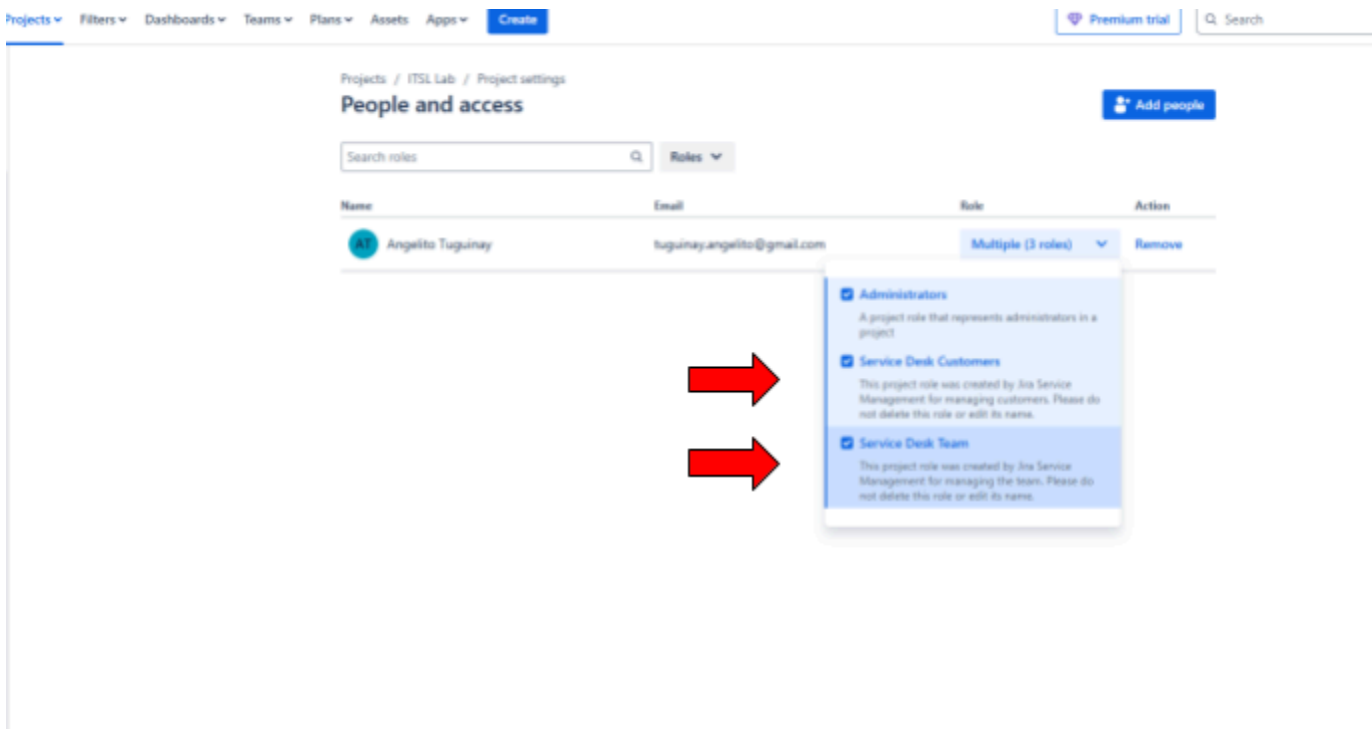 Projects Filters Dashboards Teams Plans Assets Apps Create Premium trial Search
Projects / ITSL Lab / Project settings
People and access
Add people
Search roles Roles
Name Email Role Action
AT Angelito Tuguinay tuguinay.angelito@gmail.com Multiple (3 roles) Remove
Administrators
A project role that represents administrators in a
project
Service Desk Customers
This project role was created by Jira Service
Management for managing customers. Please do
not delete this role or edit its name.
Service Desk Team
This project role was created by Jira Service
Management for managing the team. Please do
not delete this role or edit its name.